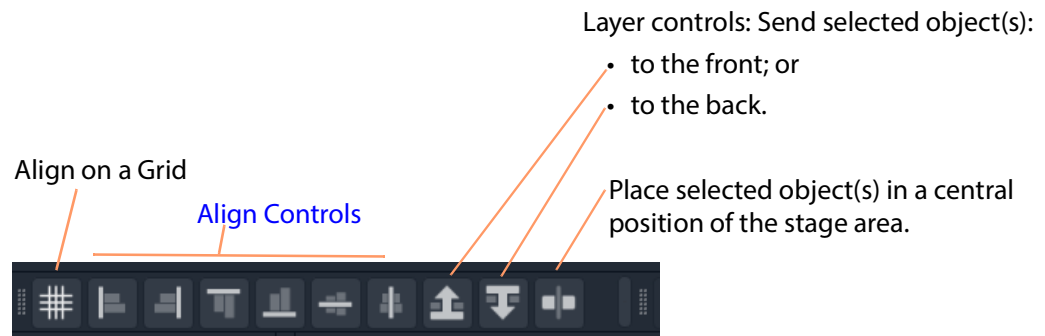 Layer controls: Send selected object(s):
• to the front; or
• to the back.
Align on a Grid
Align Controls
Place selected object(s) in a central
position of the stage area.